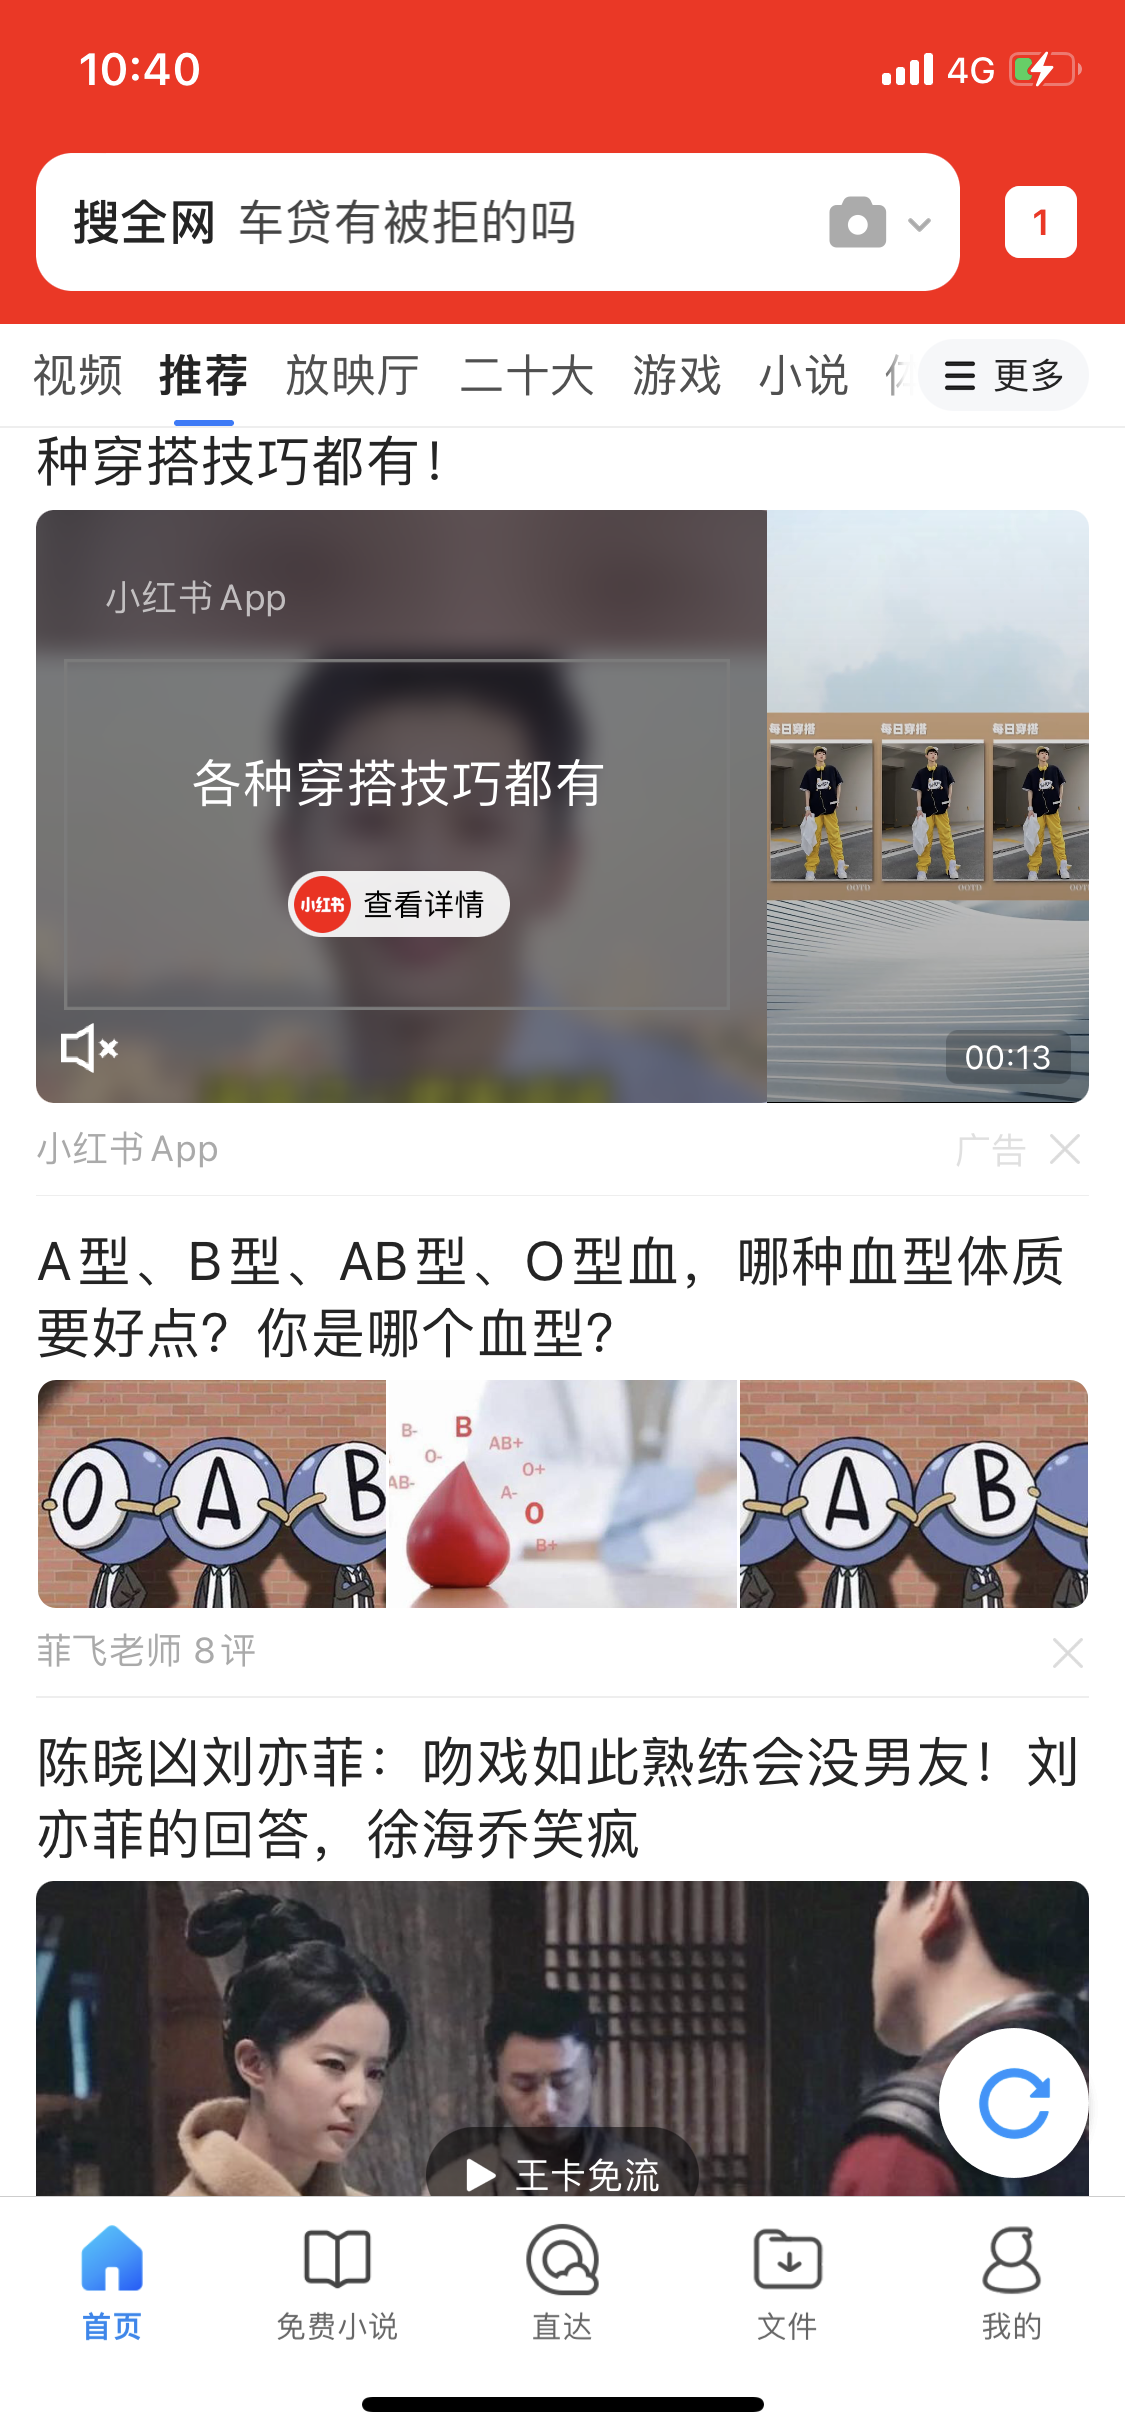 10:40
4G
搜全网 车贷有被拒的吗
1
视频 推荐 放映厅 二十大 游戏 小说 更多
种穿搭技巧都有！
小红书 App
各种穿搭技巧都有
小红书 查看详情
每日穿搭 每日穿搭 每日穿搭
OOTD OOTD
00:13
小红书 App
广告
A型、B型、AB型、O型血，哪种血型体质
要好点？你是哪个血型？
O A B
B- B AB+
O- O+
AB- A- O
B+
A B
菲飞老师 8评
陈晓凶刘亦菲：吻戏如此熟练会没男友！刘
亦菲的回答，徐海乔笑疯
王卡免流
首页 免费小说 直达 文件 我的